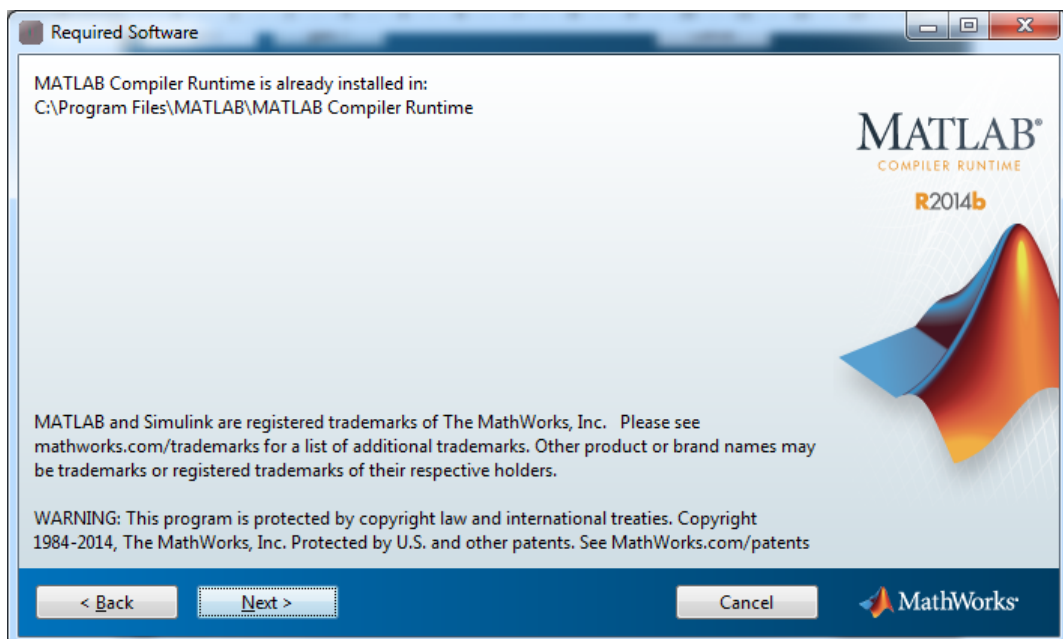 Required Software
MATLAB Compiler Runtime is already installed in:
C:\Program Files\MATLAB\MATLAB Compiler Runtime
MATLAB®
COMPILER RUNTIME
R2014b
MATLAB and Simulink are registered trademarks of The MathWorks, Inc.   Please see
mathworks.com/trademarks for a list of additional trademarks. Other product or brand names may
be trademarks or registered trademarks of their respective holders.
WARNING: This program is protected by copyright law and international treaties. Copyright
1984-2014, The MathWorks, Inc. Protected by U.S. and other patents. See MathWorks.com/patents
< Back
Next >
Cancel
MathWorks®